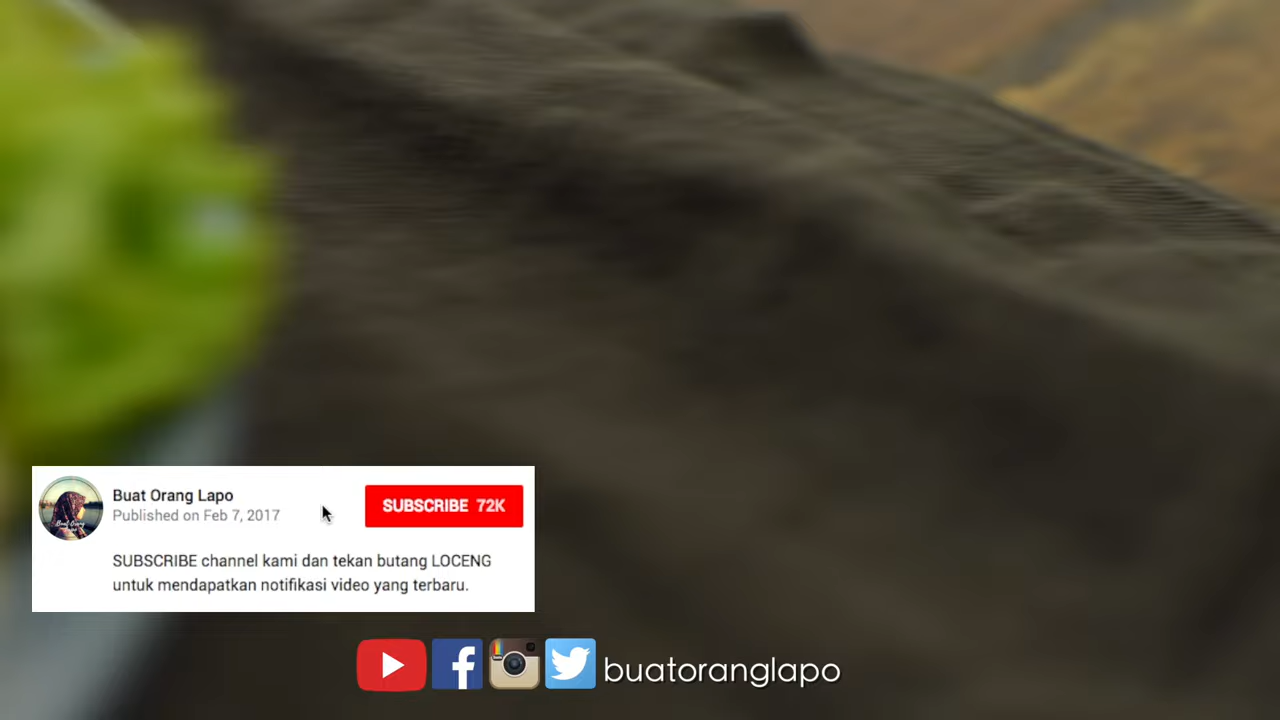 Buat Orang Lapo
Published on Feb 7, 2017
SUBSCRIBE 72K
SUBSCRIBE channel kami dan tekan butang LOCENG
untuk mendapatkan notifikasi video yang terbaru.
buatoranglapo